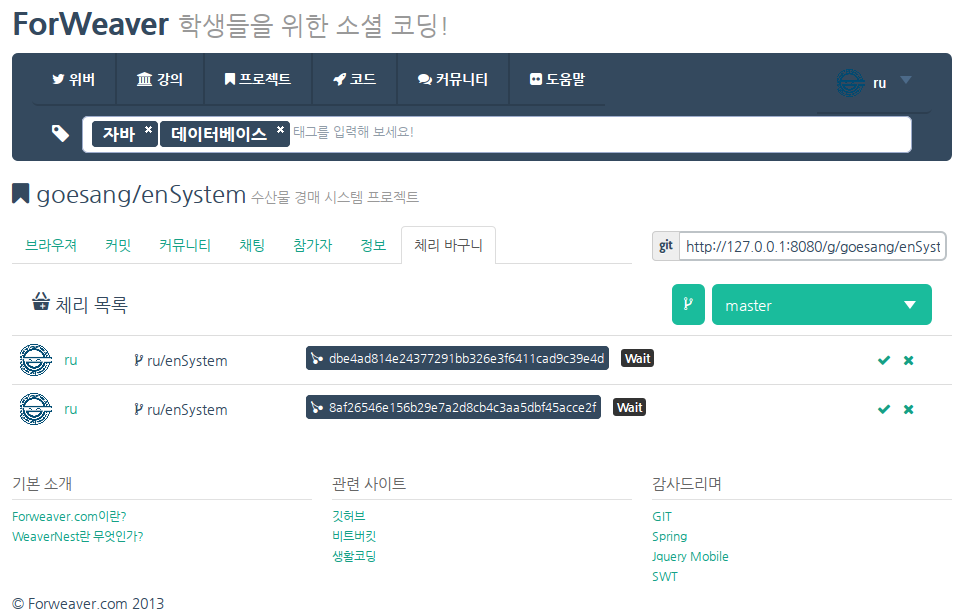 ForWeaver 학생들을 위한 소셜 코딩!
위버 강의 프로젝트 코드 커뮤니티 도움말 ru
자바 × 데이터베이스 × 태그를 입력해 보세요!
goesang/enSystem 수산물 경매 시스템 프로젝트
브라우져 커밋 커뮤니티 채팅 참가자 정보 체리 바구니 git http://127.0.0.1:8080/g/goesang/enSyst
체리 목록 master
ru ru/enSystem dbe4ad814e24377291bb326e3f6411cad9c39e4d Wait
ru ru/enSystem 8af26546e156b29e7a2d8cb4c3aa5dbf45acce2f Wait
기본 소개 관련 사이트 감사드리며
Forweaver.com이란? 깃허브 GIT
WeaverNest란 무엇인가? 비트버킷 Spring
생활코딩 Jquery Mobile
SWT
© Forweaver.com 2013